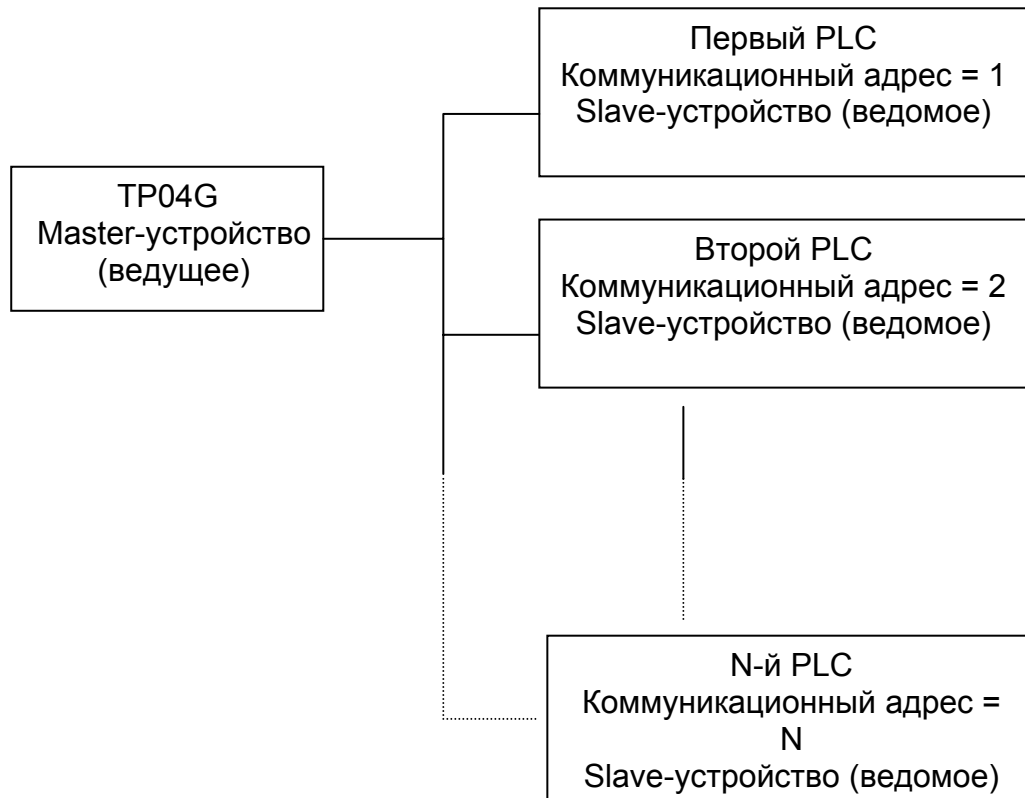 Первый PLC
Коммуникационный адрес = 1
Slave-устройство (ведомое)
TP04G
Master-устройство
(ведущее)
Второй PLC
Коммуникационный адрес = 2
Slave-устройство (ведомое)
N-й PLC
Коммуникационный адрес =
N
Slave-устройство (ведомое)